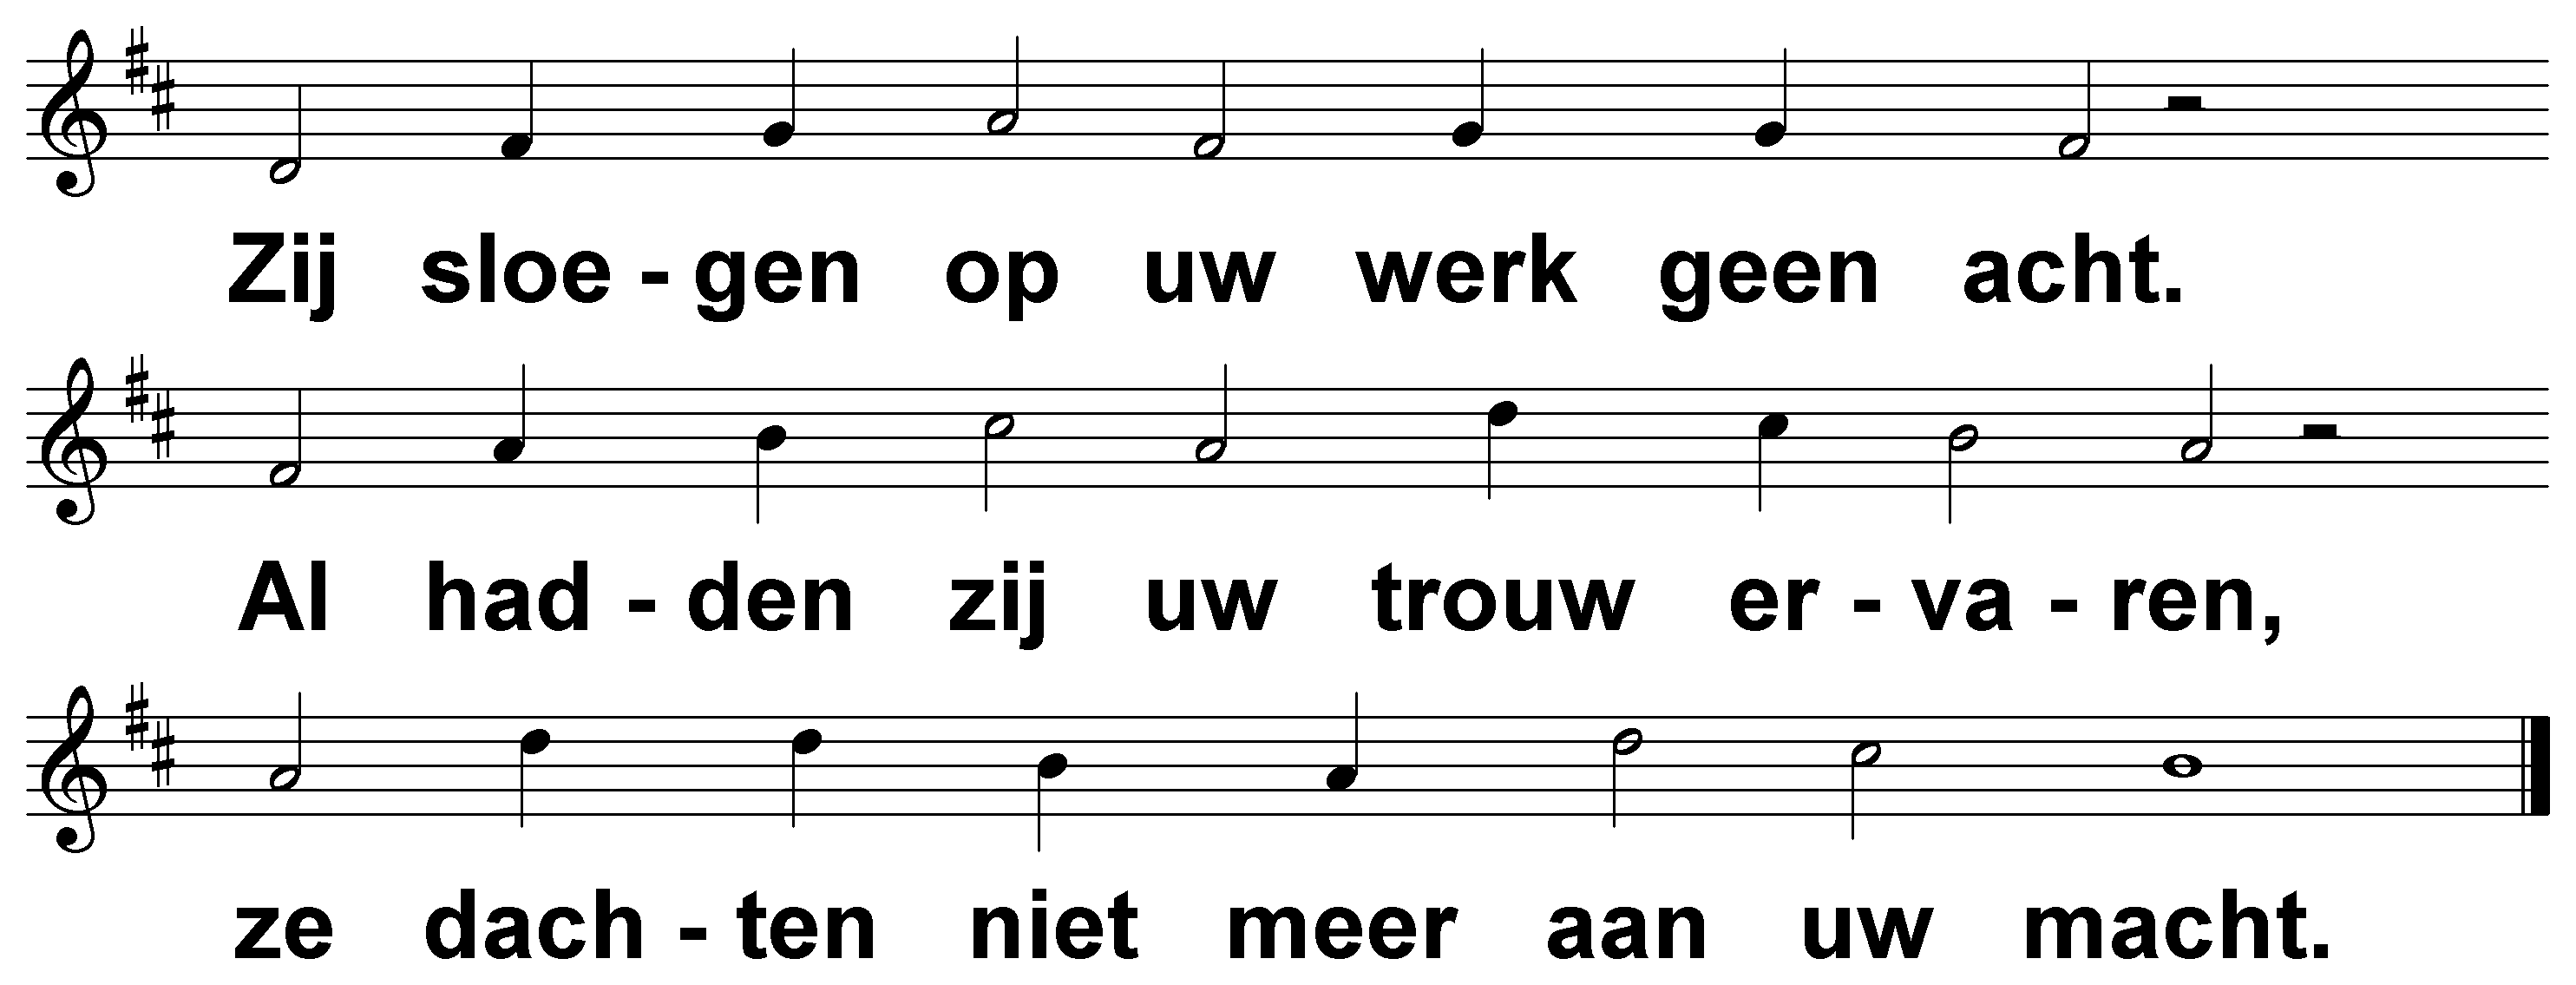 Zij sloe - gen op uw werk geen acht.
Al had - den zij uw trouw er - va - ren,
ze dach - ten niet meer aan uw macht.